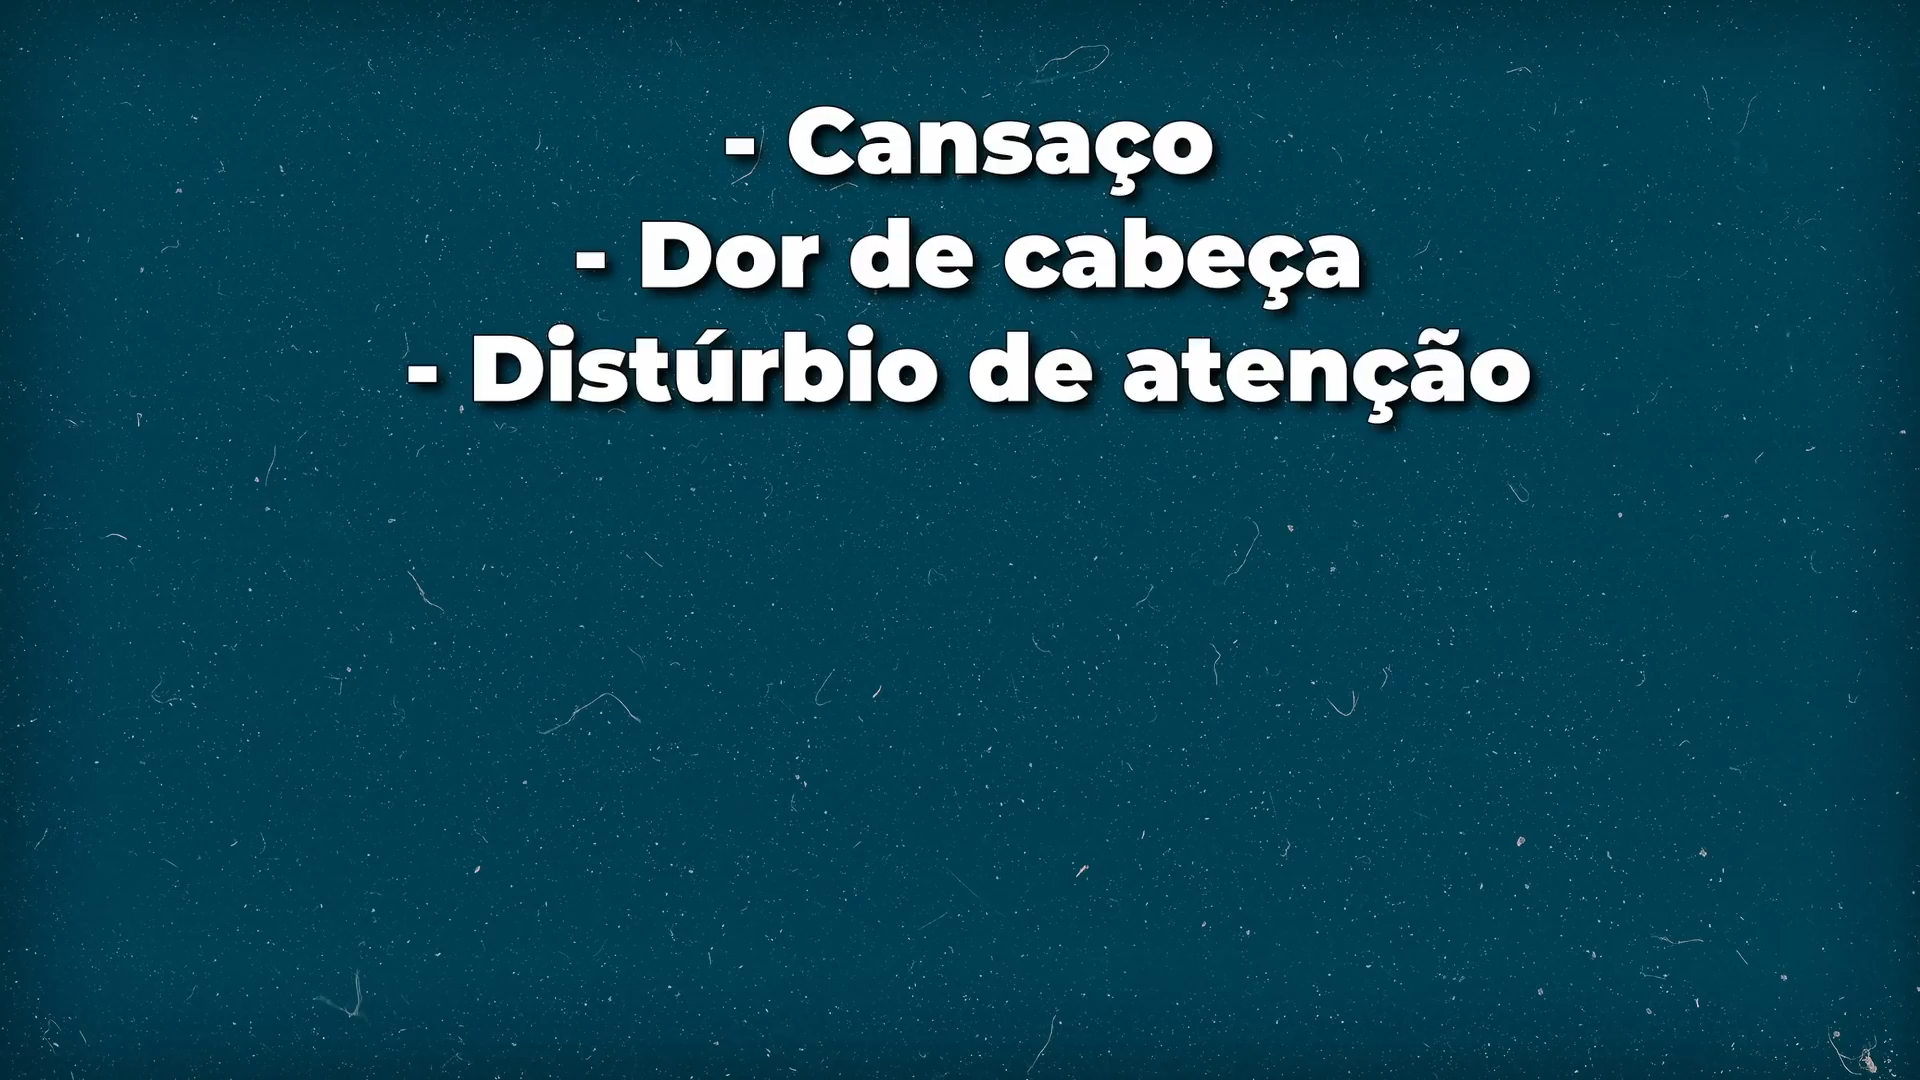 - Cansaço
- Dor de cabeça
- Distúrbio de atenção